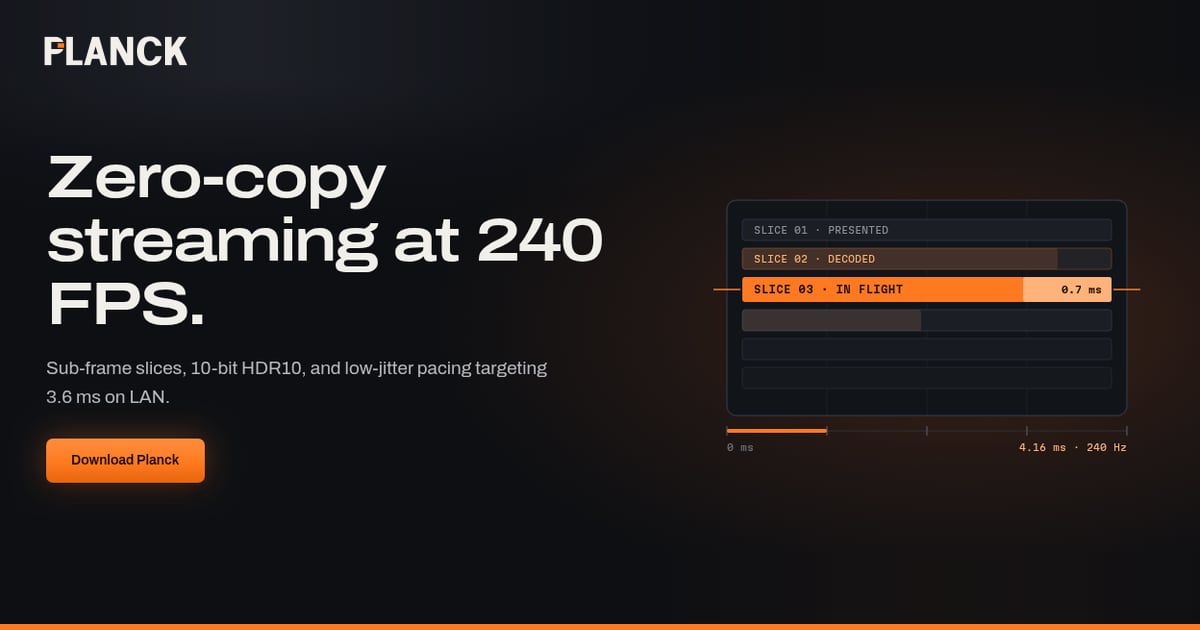 PLANCK
Zero-copy
streaming at 240
FPS.
Sub-frame slices, 10-bit HDR10, and low-jitter pacing targeting
3.6 ms on LAN.
Download Planck
SLICE 01 · PRESENTED
SLICE 02 · DECODED
SLICE 03 · IN FLIGHT 0.7 ms
0 ms 4.16 ms · 240 Hz